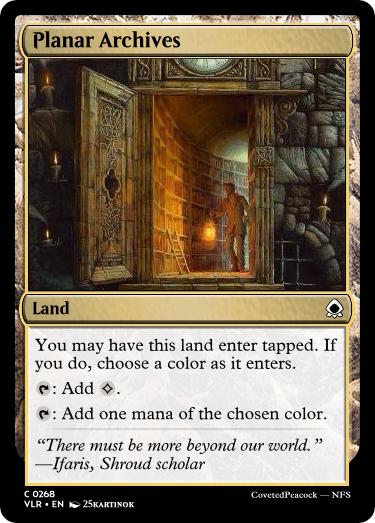 Planar Archives
Land
You may have this land enter tapped. If
you do, choose a color as it enters.
: Add .
: Add one mana of the chosen color.
“There must be more beyond our world.”
—Ifaris, Shroud scholar
C 0268
VLR • EN 25KARTINOK
CovetedPeacock — NFS